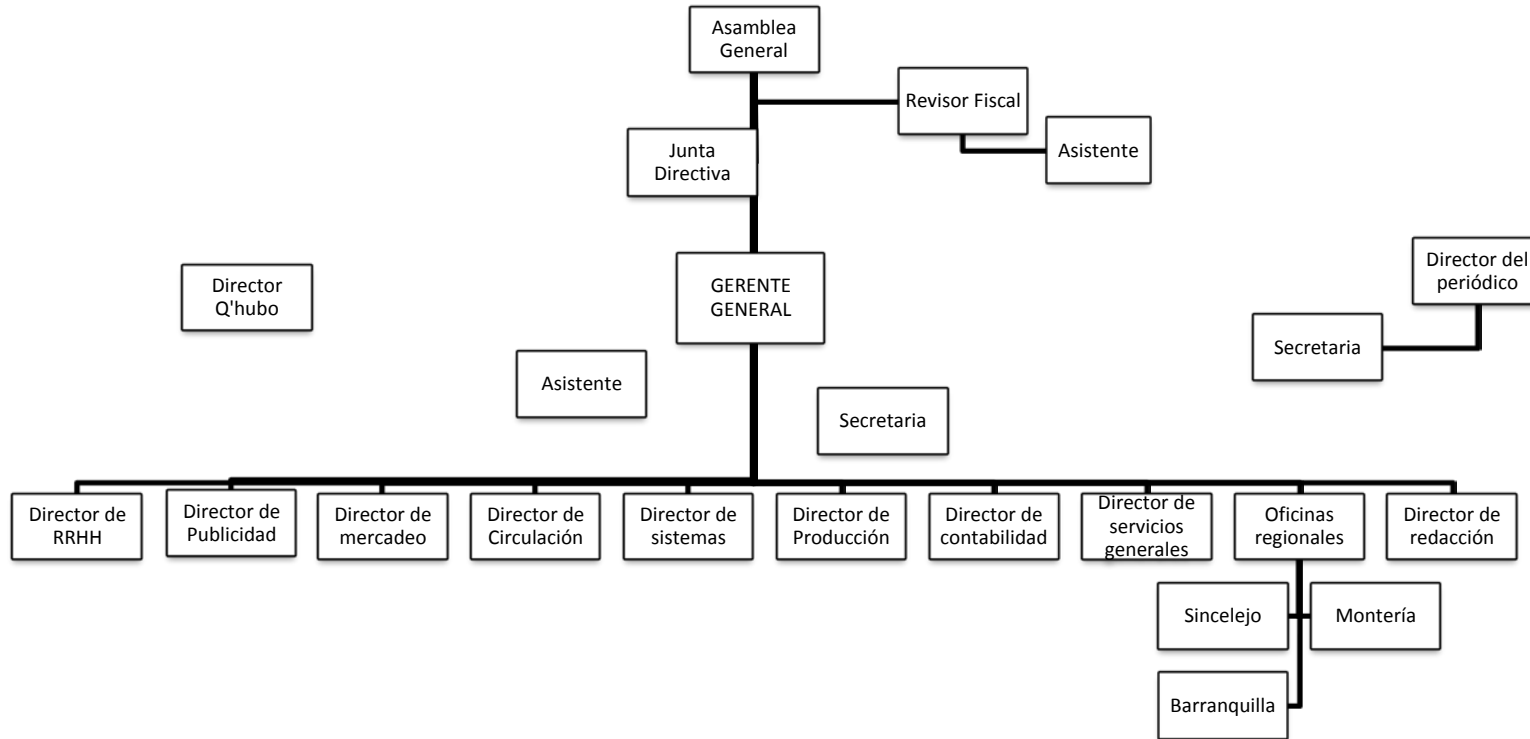 Asamblea
General
Revisor Fiscal
Junta
Directiva
Asistente
Director del
periódico
Director
Q'hubo
GERENTE
GENERAL
Secretaria
Asistente
Secretaria
Director de
RRHH
Director de
Publicidad
Director de
mercadeo
Director de
Circulación
Director de
sistemas
Director de
Producción
Director de
contabilidad
Director de
servicios
generales
Oficinas
regionales
Director de
redacción
Sincelejo
Montería
Barranquilla